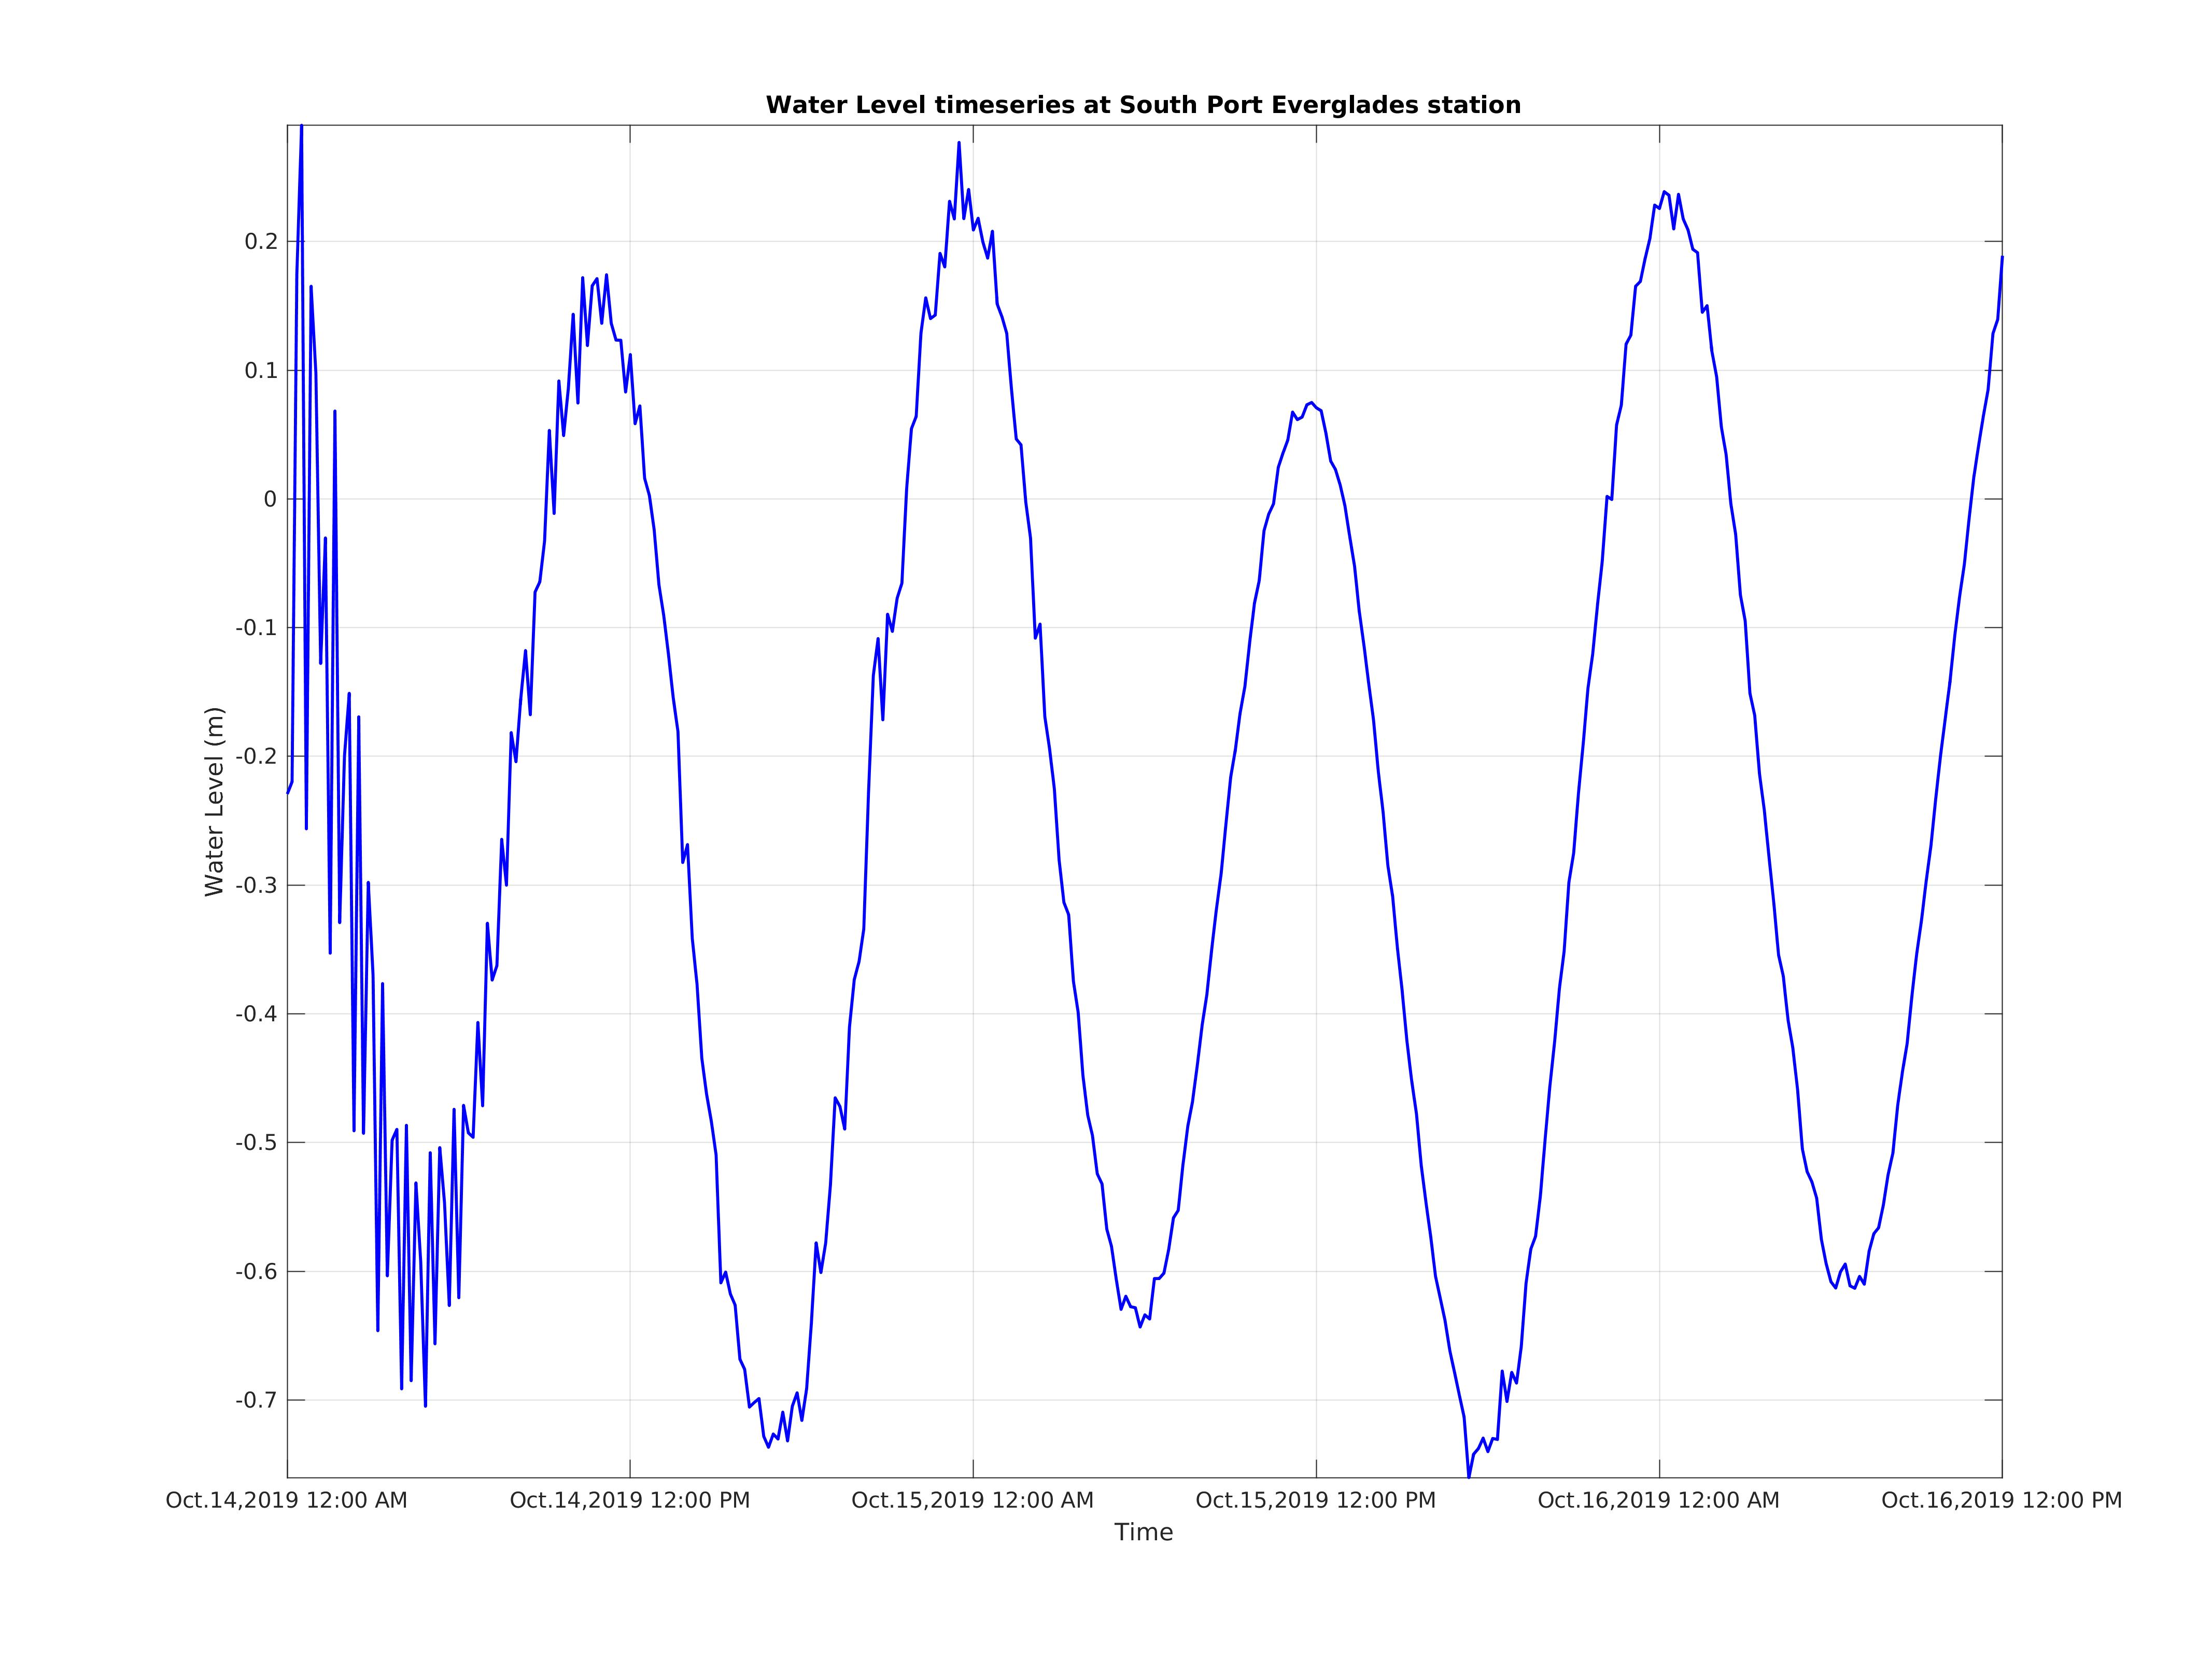 Water Level timeseries at South Port Everglades station
0.2
0.1
0
-0.1
-0.2
-0.3
-0.4
-0.5
-0.6
-0.7
Water Level (m)
Oct.14,2019 12:00 AM
Oct.14,2019 12:00 PM
Oct.15,2019 12:00 AM
Oct.15,2019 12:00 PM
Oct.16,2019 12:00 AM
Oct.16,2019 12:00 PM
Time